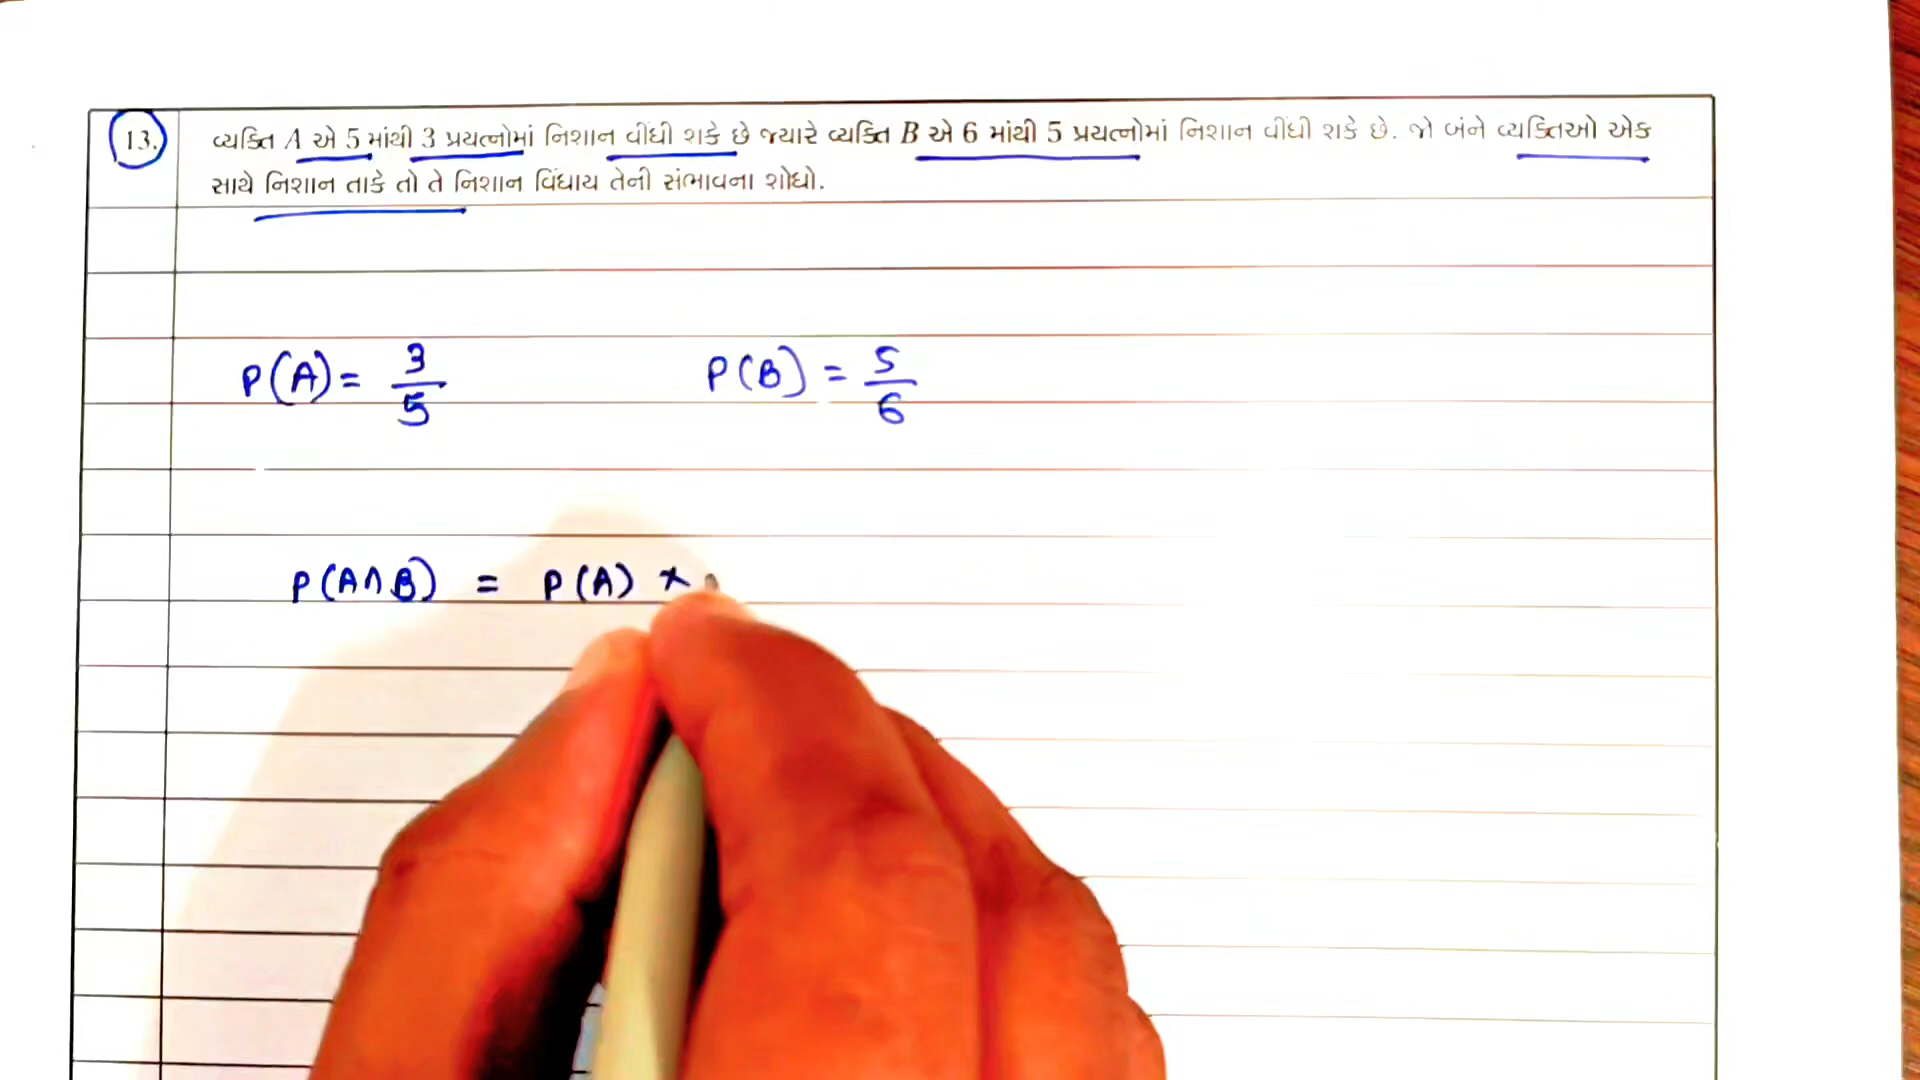 13. વ્યક્તિ A એ 5 માંથી 3 પ્રયત્નોમાં નિશાન વીંધી શકે છે જ્યારે વ્યક્તિ B એ 6 માંથી 5 પ્રયત્નોમાં નિશાન વીંધી શકે છે. જો બંને વ્યક્તિઓ એક
સાથે નિશાન તાકે તો તે નિશાન વિંધાય તેની સંભાવના શોધો.
P(A) = 3/5 P(B) = 5/6
P(A∩B) = P(A) ×